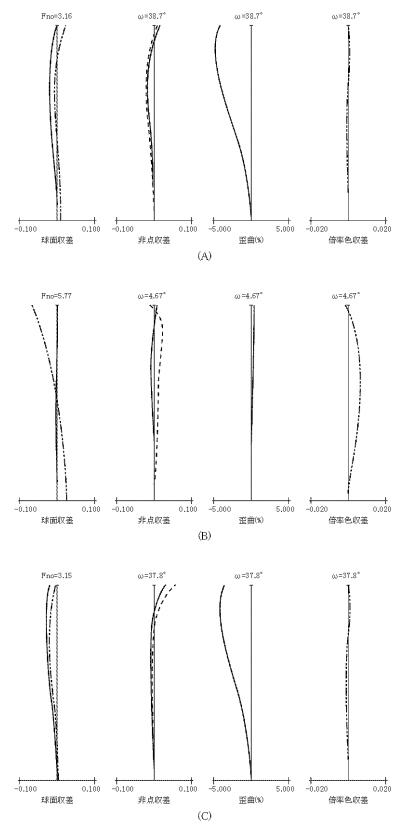 Fno=3.16 ω=38.7° ω=38.7° ω=38.7°
-0.100 0.100 -0.100 0.100 -5.000 5.000 -0.020 0.020
球面収差 非点収差 歪曲(%) 倍率色収差
(A)
Fno=5.77 ω=4.67° ω=4.67° ω=4.67°
-0.100 0.100 -0.100 0.100 -5.000 5.000 -0.020 0.020
球面収差 非点収差 歪曲(%) 倍率色収差
(B)
Fno=3.15 ω=37.8° ω=37.8° ω=37.8°
-0.100 0.100 -0.100 0.100 -5.000 5.000 -0.020 0.020
球面収差 非点収差 歪曲(%) 倍率色収差
(C)